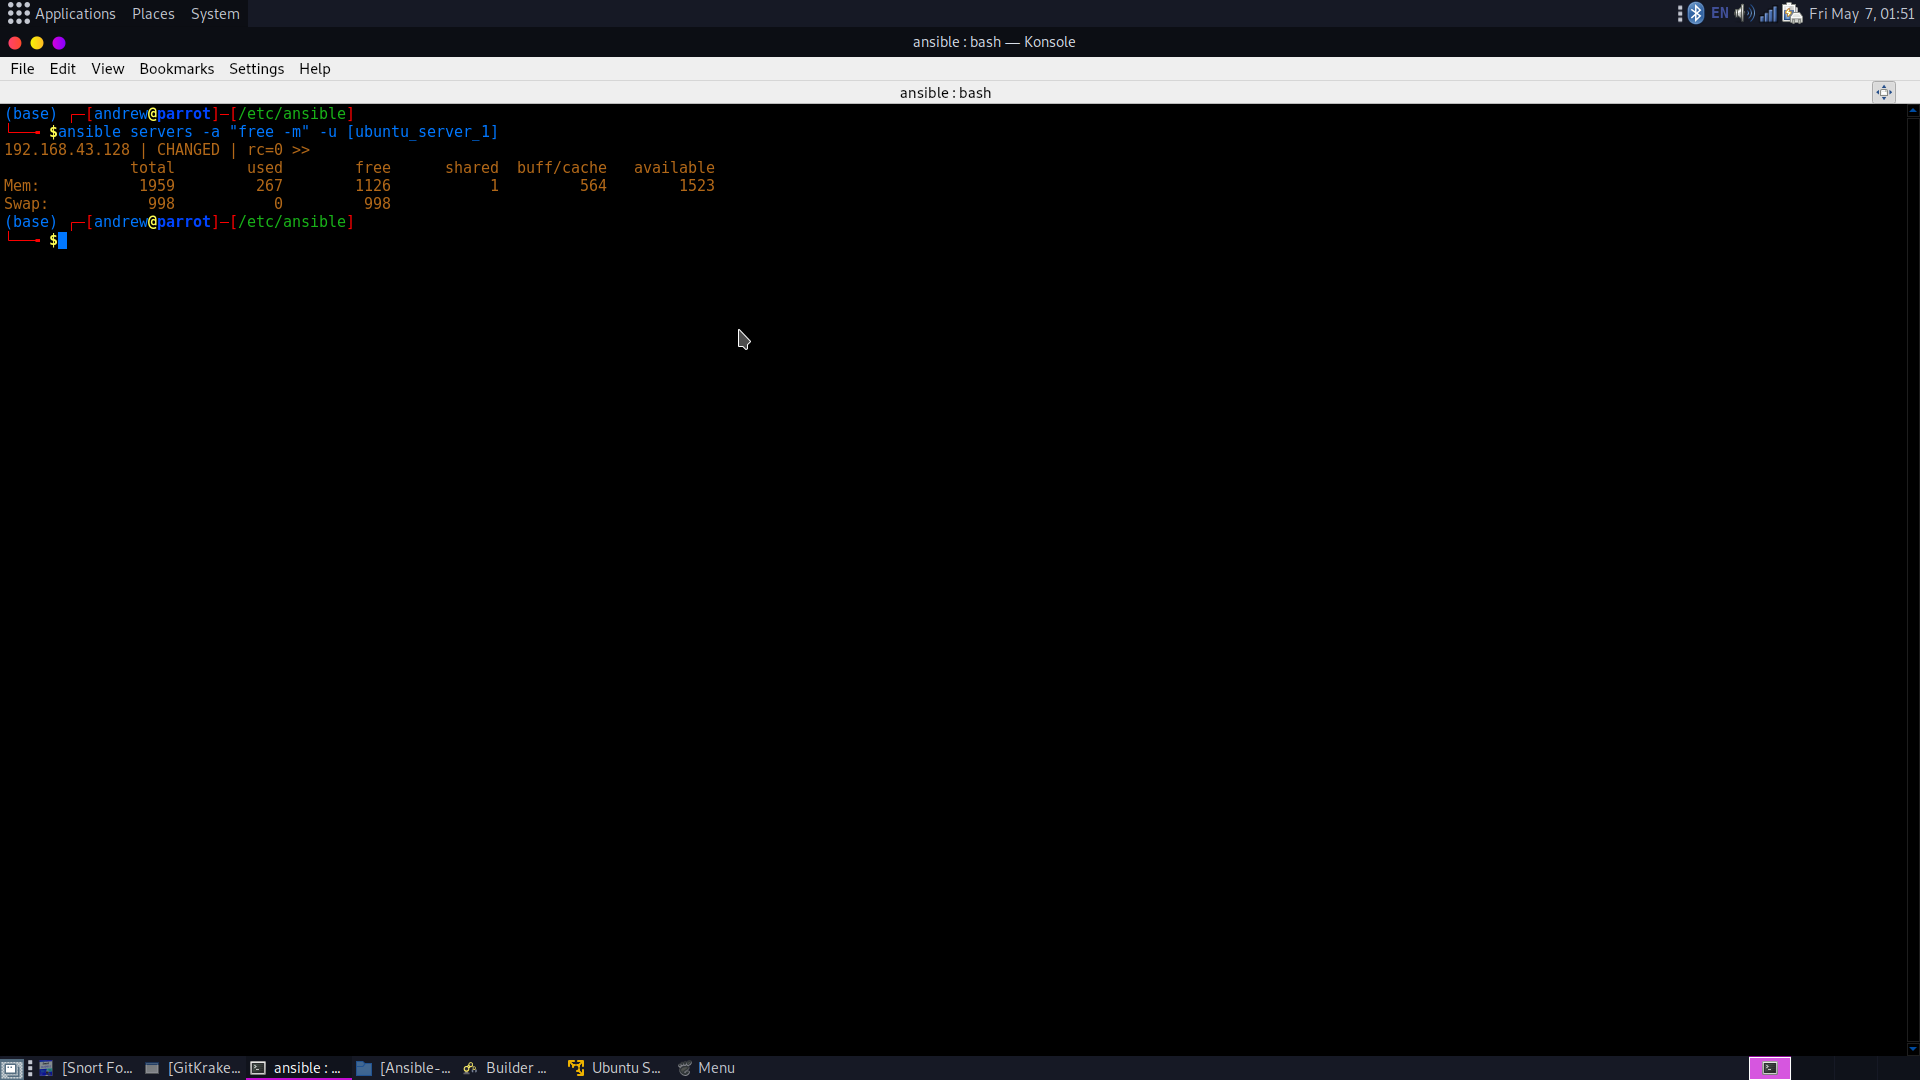 Applications Places System EN Fri May 7, 01:51
ansible : bash — Konsole
File Edit View Bookmarks Settings Help
ansible : bash
(base) ┌─[andrew@parrot]─[/etc/ansible]
└──╼ $ansible servers -a "free -m" -u [ubuntu_server_1]
192.168.43.128 | CHANGED | rc=0 >>
              total        used        free      shared  buff/cache   available
Mem:           1959         267        1126           1         564        1523
Swap:           998           0         998
(base) ┌─[andrew@parrot]─[/etc/ansible]
└──╼ $
[Snort Fo... [GitKrake... ansible : ... [Ansible-... Builder ... Ubuntu S... Menu